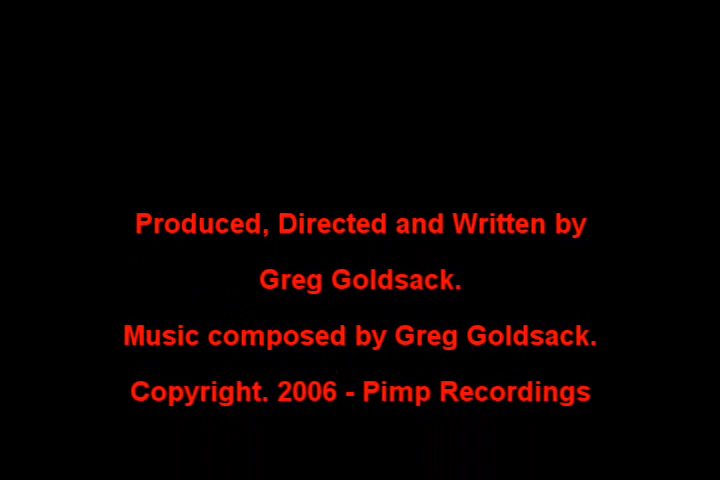 Produced, Directed and Written by
Greg Goldsack.
Music composed by Greg Goldsack.
Copyright. 2006 - Pimp Recordings